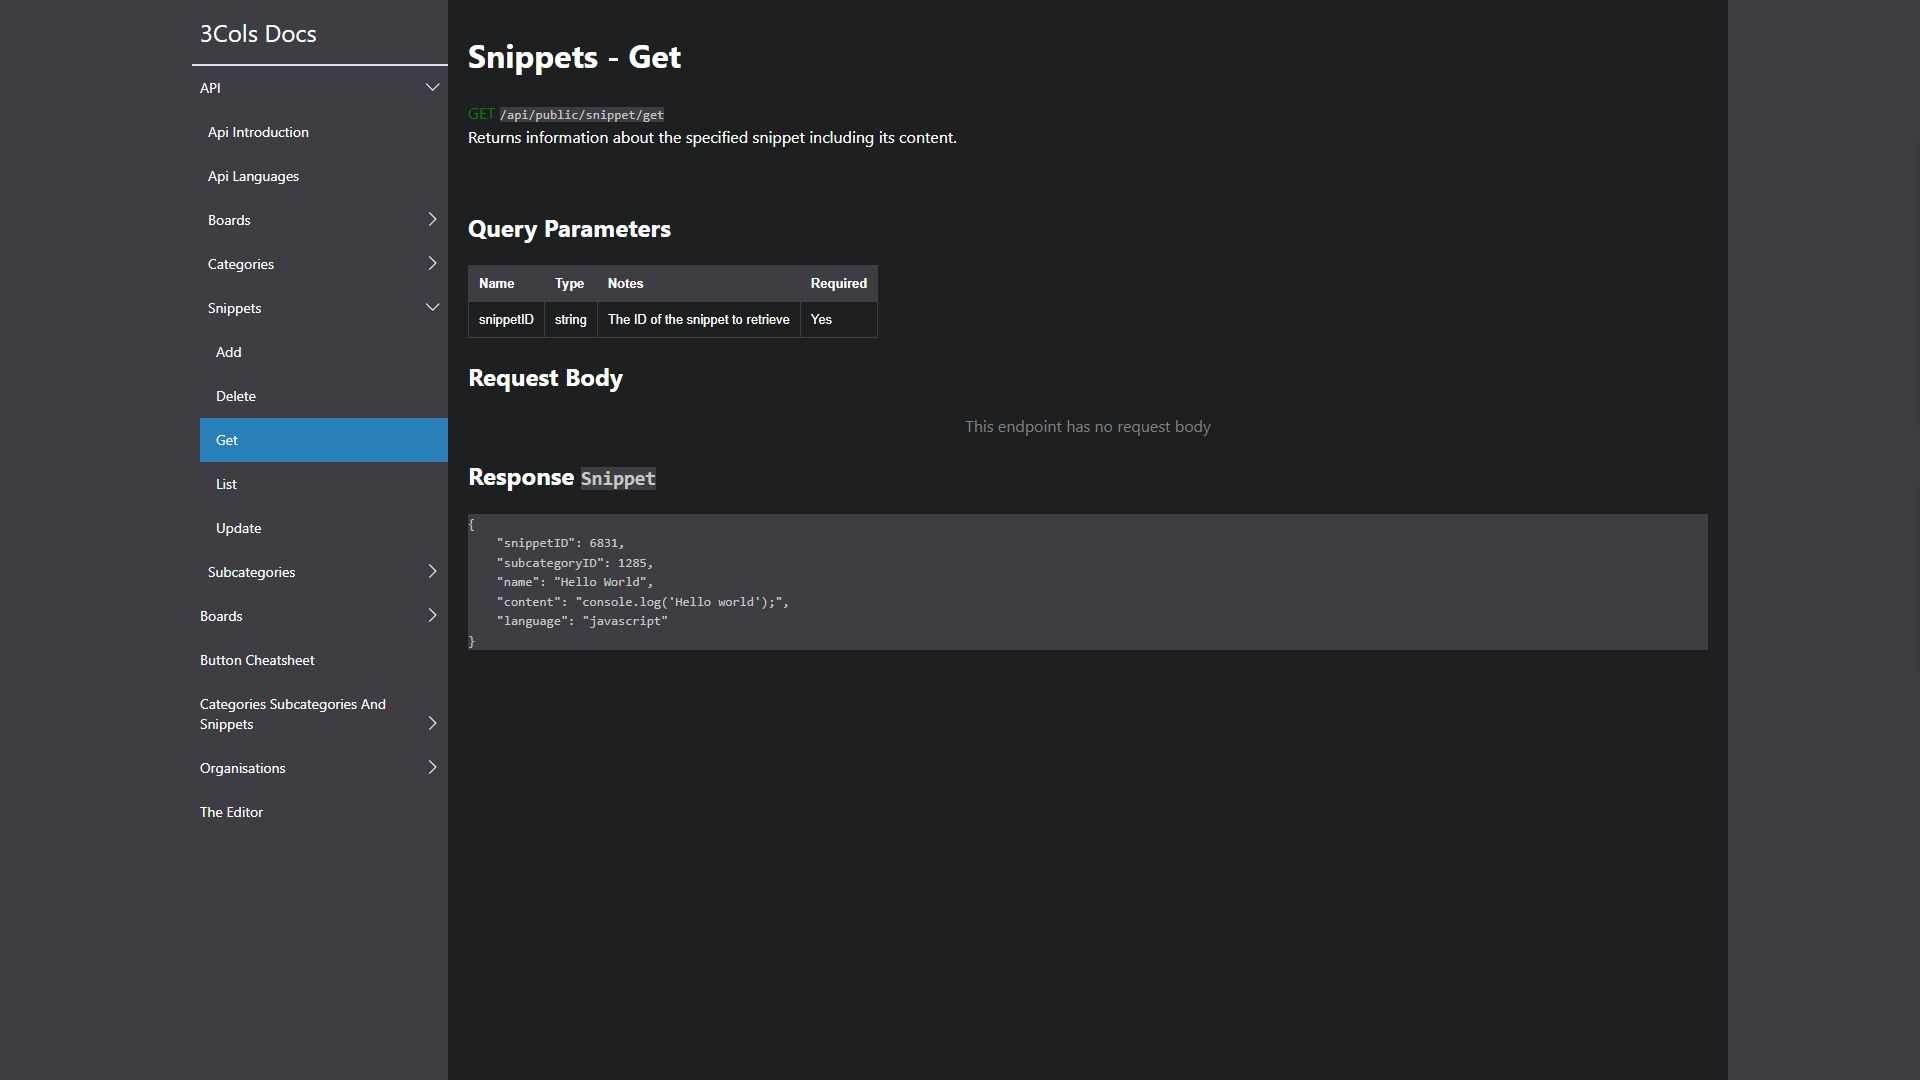 3Cols Docs
API
Api Introduction
Api Languages
Boards
Categories
Snippets
Add
Delete
Get
List
Update
Subcategories
Boards
Button Cheatsheet
Categories Subcategories And
Snippets
Organisations
The Editor
Snippets - Get
GET /api/public/snippet/get
Returns information about the specified snippet including its content.
Query Parameters
Name Type Notes Required
snippetID string The ID of the snippet to retrieve Yes
Request Body
This endpoint has no request body
Response Snippet
{
    "snippetID": 6831,
    "subcategoryID": 1285,
    "name": "Hello World",
    "content": "console.log('Hello world');",
    "language": "javascript"
}